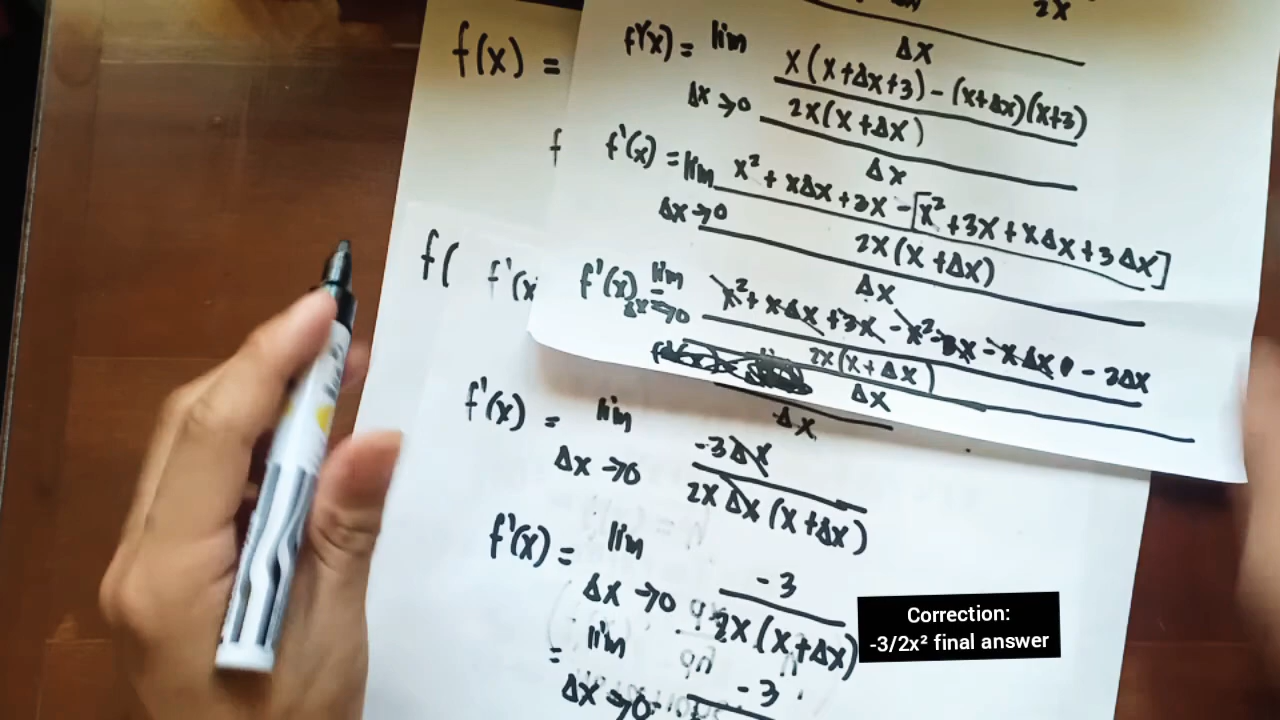 2x
Δx
f(x) =
f'(x) = lim
x(x+Δx+3) - (x+Δx)(x+3)
Δx→0
2x(x+Δx)
Δx
f
f'(x) = lim x² + xΔx + 3x - [x² + 3x + xΔx + 3Δx]
Δx→0
2x(x+Δx)
Δx
f(
f'(x
f'(x) = lim x² + xΔx + 3x - x² - 3x - xΔx - 3Δx
Δx→0
2x(x+Δx)
Δx
Δx
f'(x) = lim -3Δx
Δx→0 2xΔx(x+Δx)
f'(x) = lim -3
Δx→0 2x(x+Δx)
= lim -3
Δx→0
Correction:
-3/2x² final answer